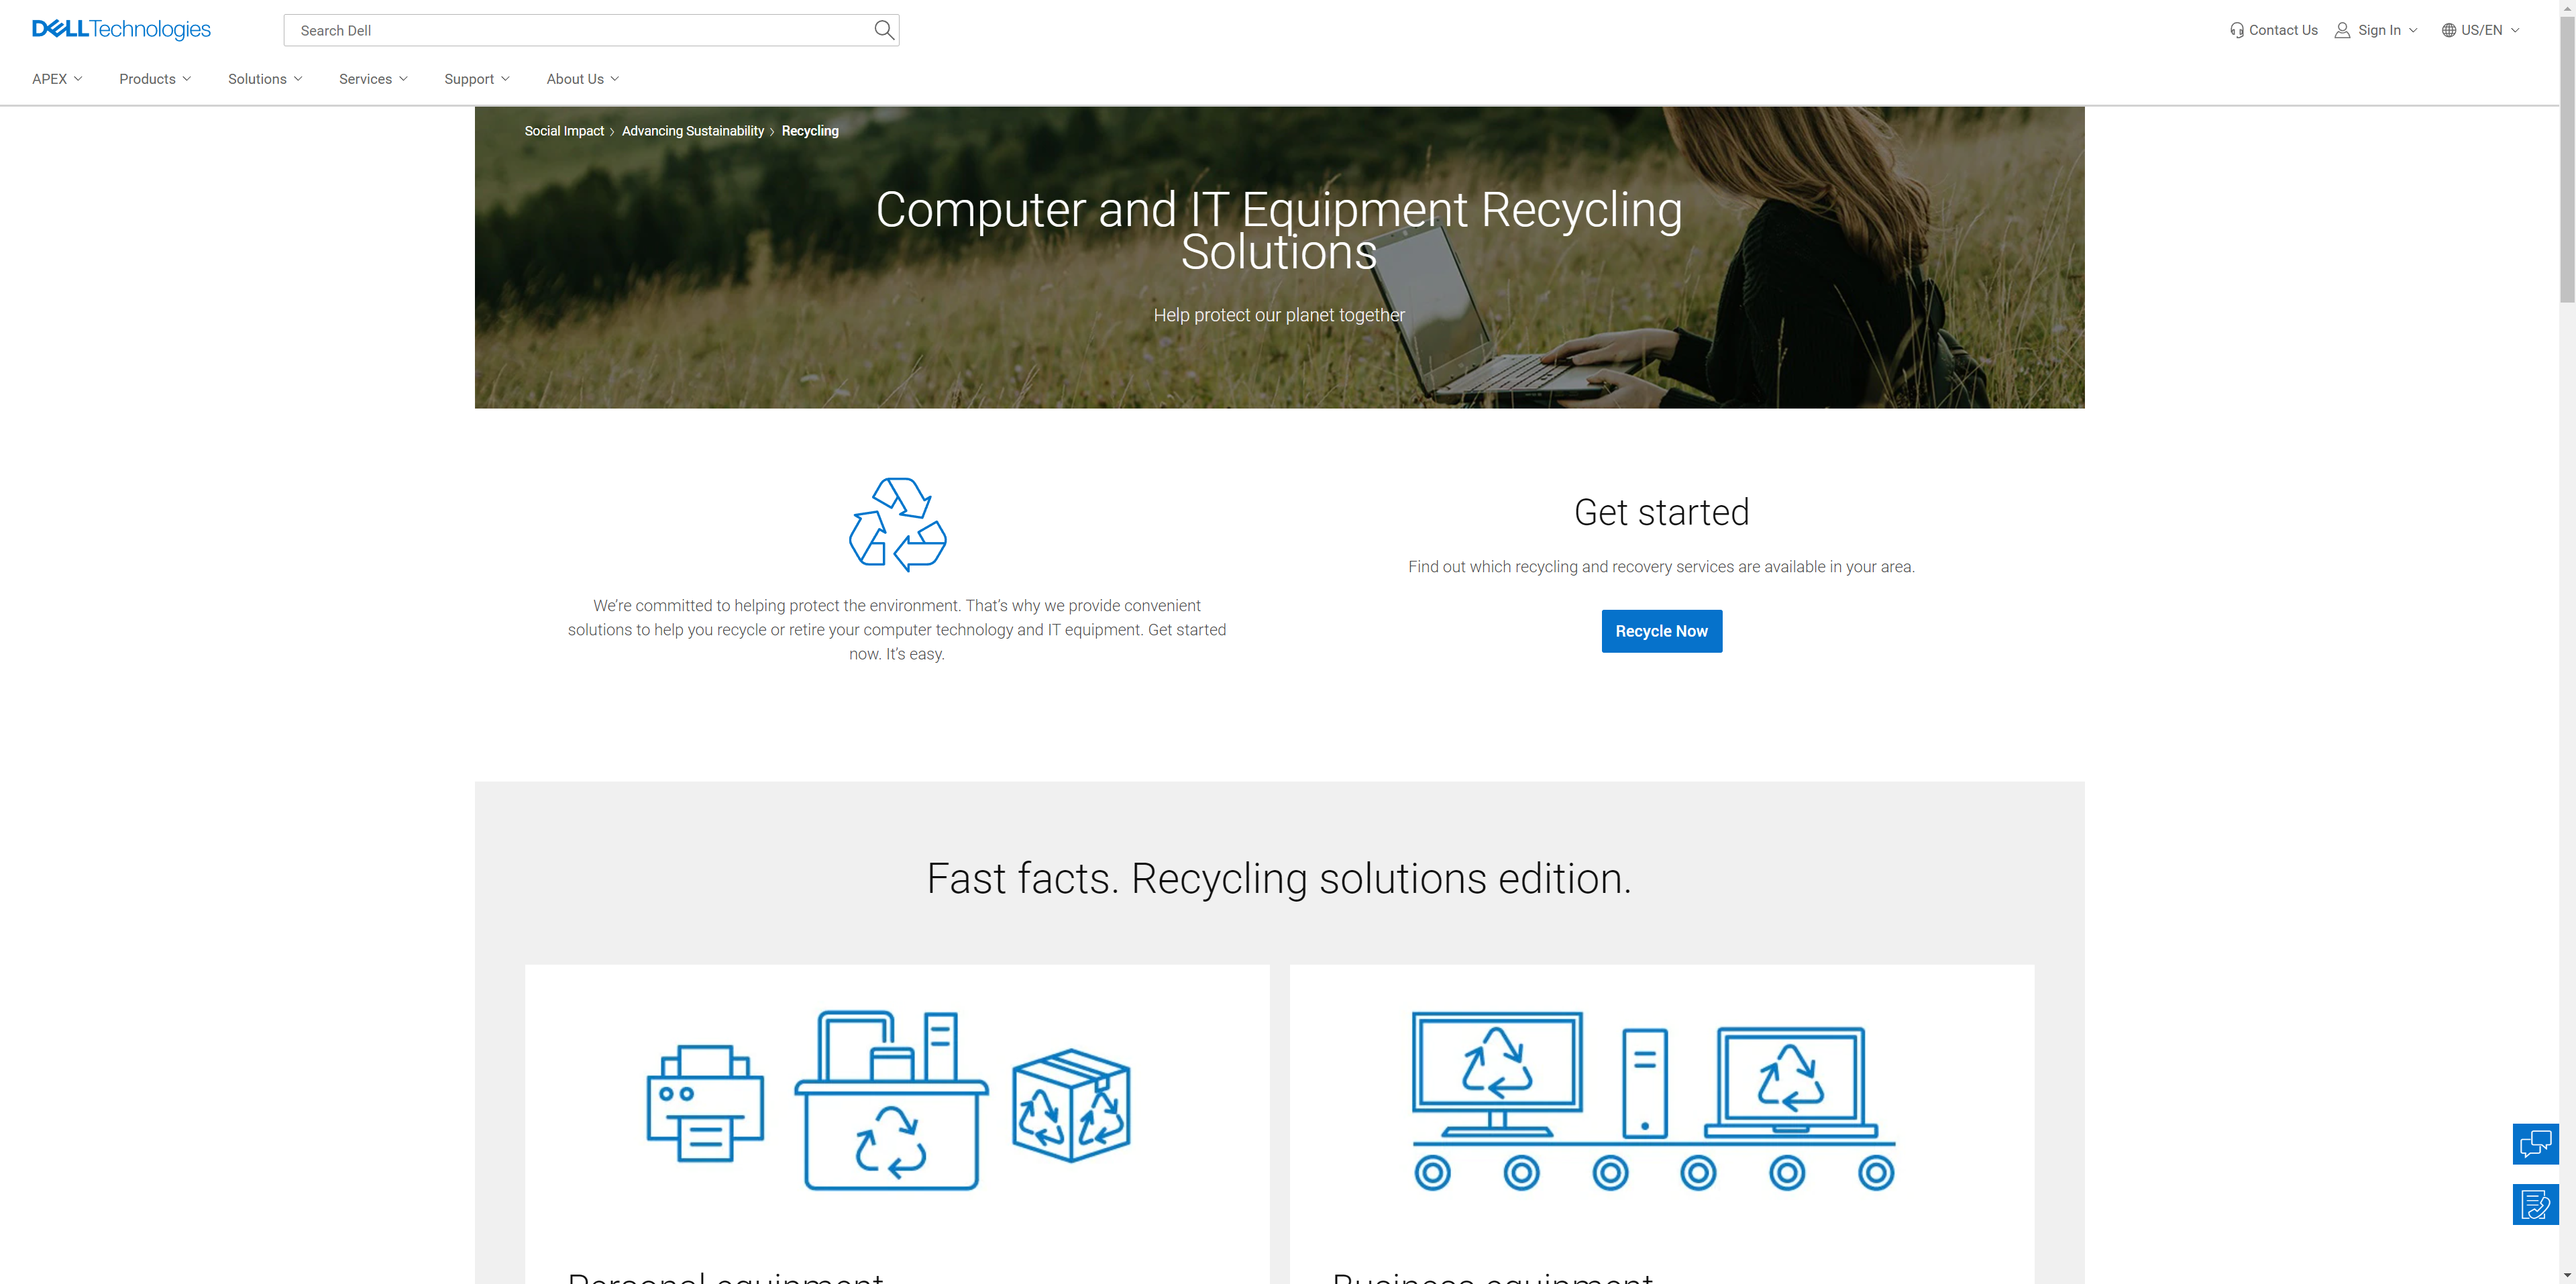 DELL Technologies
Search Dell
Contact Us
Sign In
US/EN
APEX
Products
Solutions
Services
Support
About Us
Social Impact › Advancing Sustainability › Recycling
Computer and IT Equipment Recycling
Solutions
Help protect our planet together
Get started
Find out which recycling and recovery services are available in your area.
Recycle Now
We’re committed to helping protect the environment. That’s why we provide convenient
solutions to help you recycle or retire your computer technology and IT equipment. Get started
now. It’s easy.
Fast facts. Recycling solutions edition.
Personal equipment
Business equipment